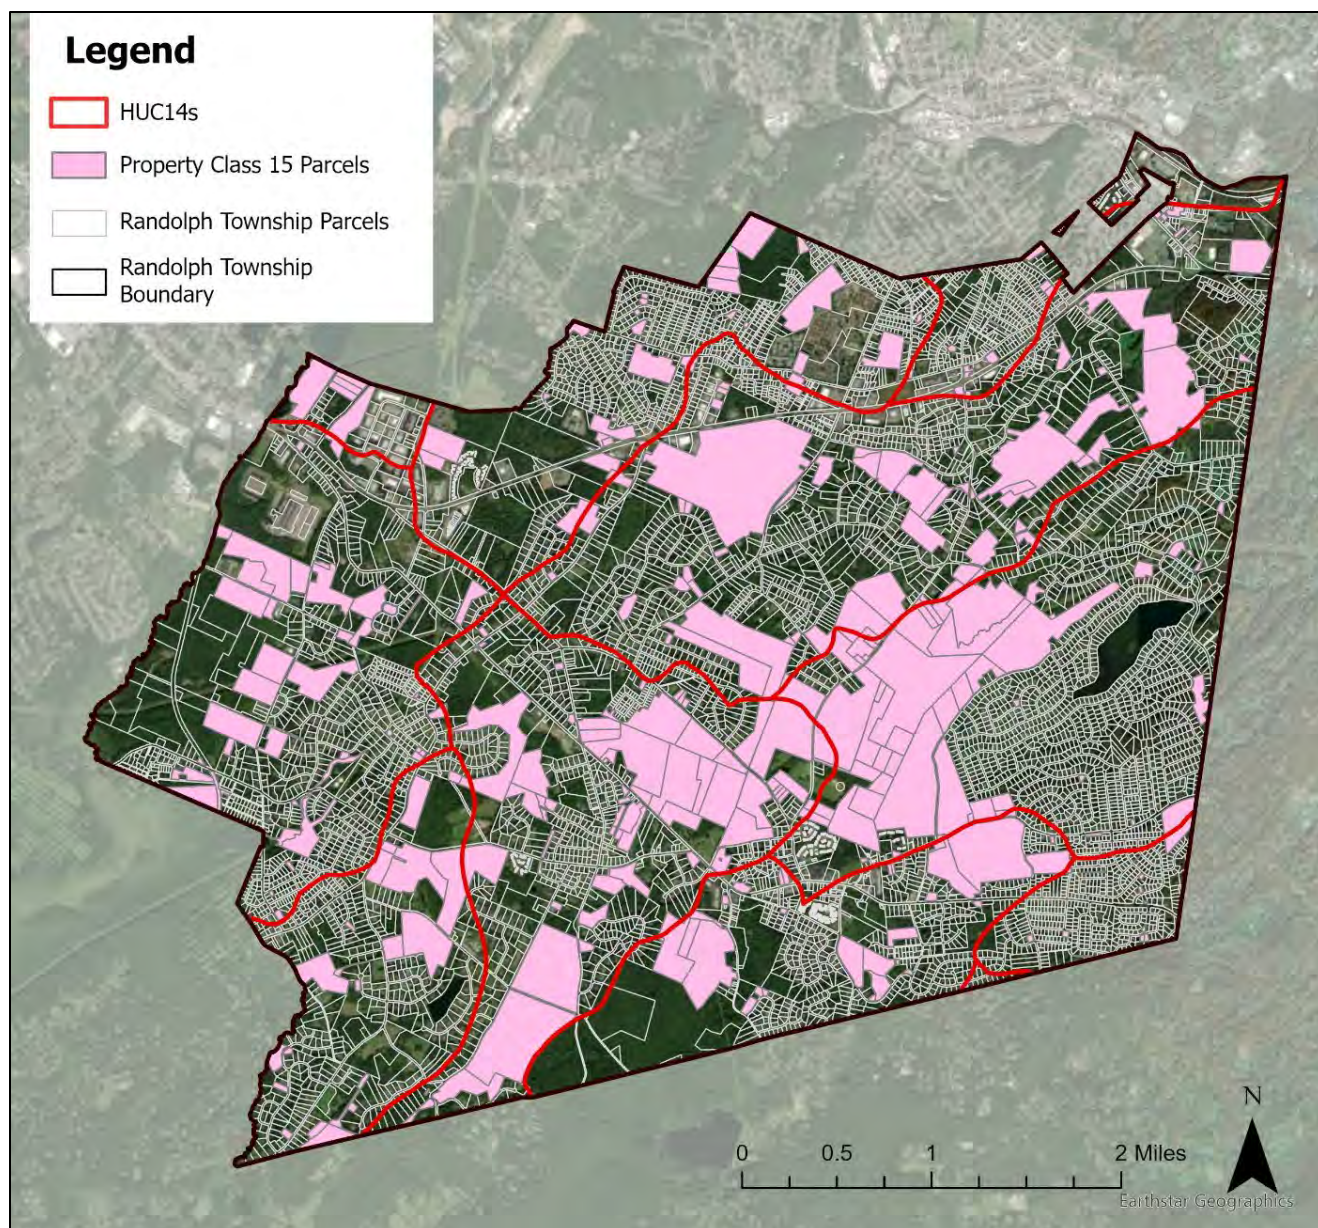 Legend
HUC14s
Property Class 15 Parcels
Randolph Township Parcels
Randolph Township
Boundary
N
0 0.5 1 2 Miles
Earthstar Geographics